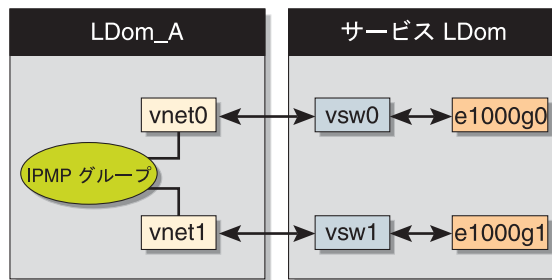 LDom_A
サービス LDom
vnet0
vsw0
e1000g0
IPMP グループ
vnet1
vsw1
e1000g1